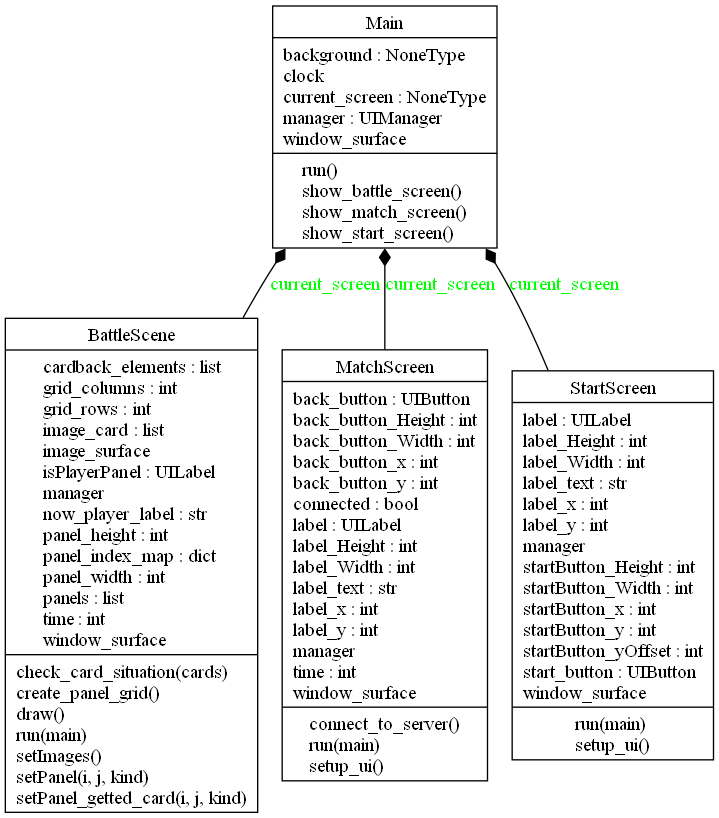 Main
background : NoneType
clock
current_screen : NoneType
manager : UIManager
window_surface
run()
show_battle_screen()
show_match_screen()
show_start_screen()
current_screen
current_screen
current_screen
BattleScene
cardback_elements : list
grid_columns : int
grid_rows : int
image_card : list
image_surface
isPlayerPanel : UILabel
manager
now_player_label : str
panel_height : int
panel_index_map : dict
panel_width : int
panels : list
time : int
window_surface
check_card_situation(cards)
create_panel_grid()
draw()
run(main)
setImages()
setPanel(i, j, kind)
setPanel_getted_card(i, j, kind)
MatchScreen
back_button : UIButton
back_button_Height : int
back_button_Width : int
back_button_x : int
back_button_y : int
connected : bool
label : UILabel
label_Height : int
label_Width : int
label_text : str
label_x : int
label_y : int
manager
time : int
window_surface
connect_to_server()
run(main)
setup_ui()
StartScreen
label : UILabel
label_Height : int
label_Width : int
label_text : str
label_x : int
label_y : int
manager
startButton_Height : int
startButton_Width : int
startButton_x : int
startButton_y : int
startButton_yOffset : int
start_button : UIButton
window_surface
run(main)
setup_ui()